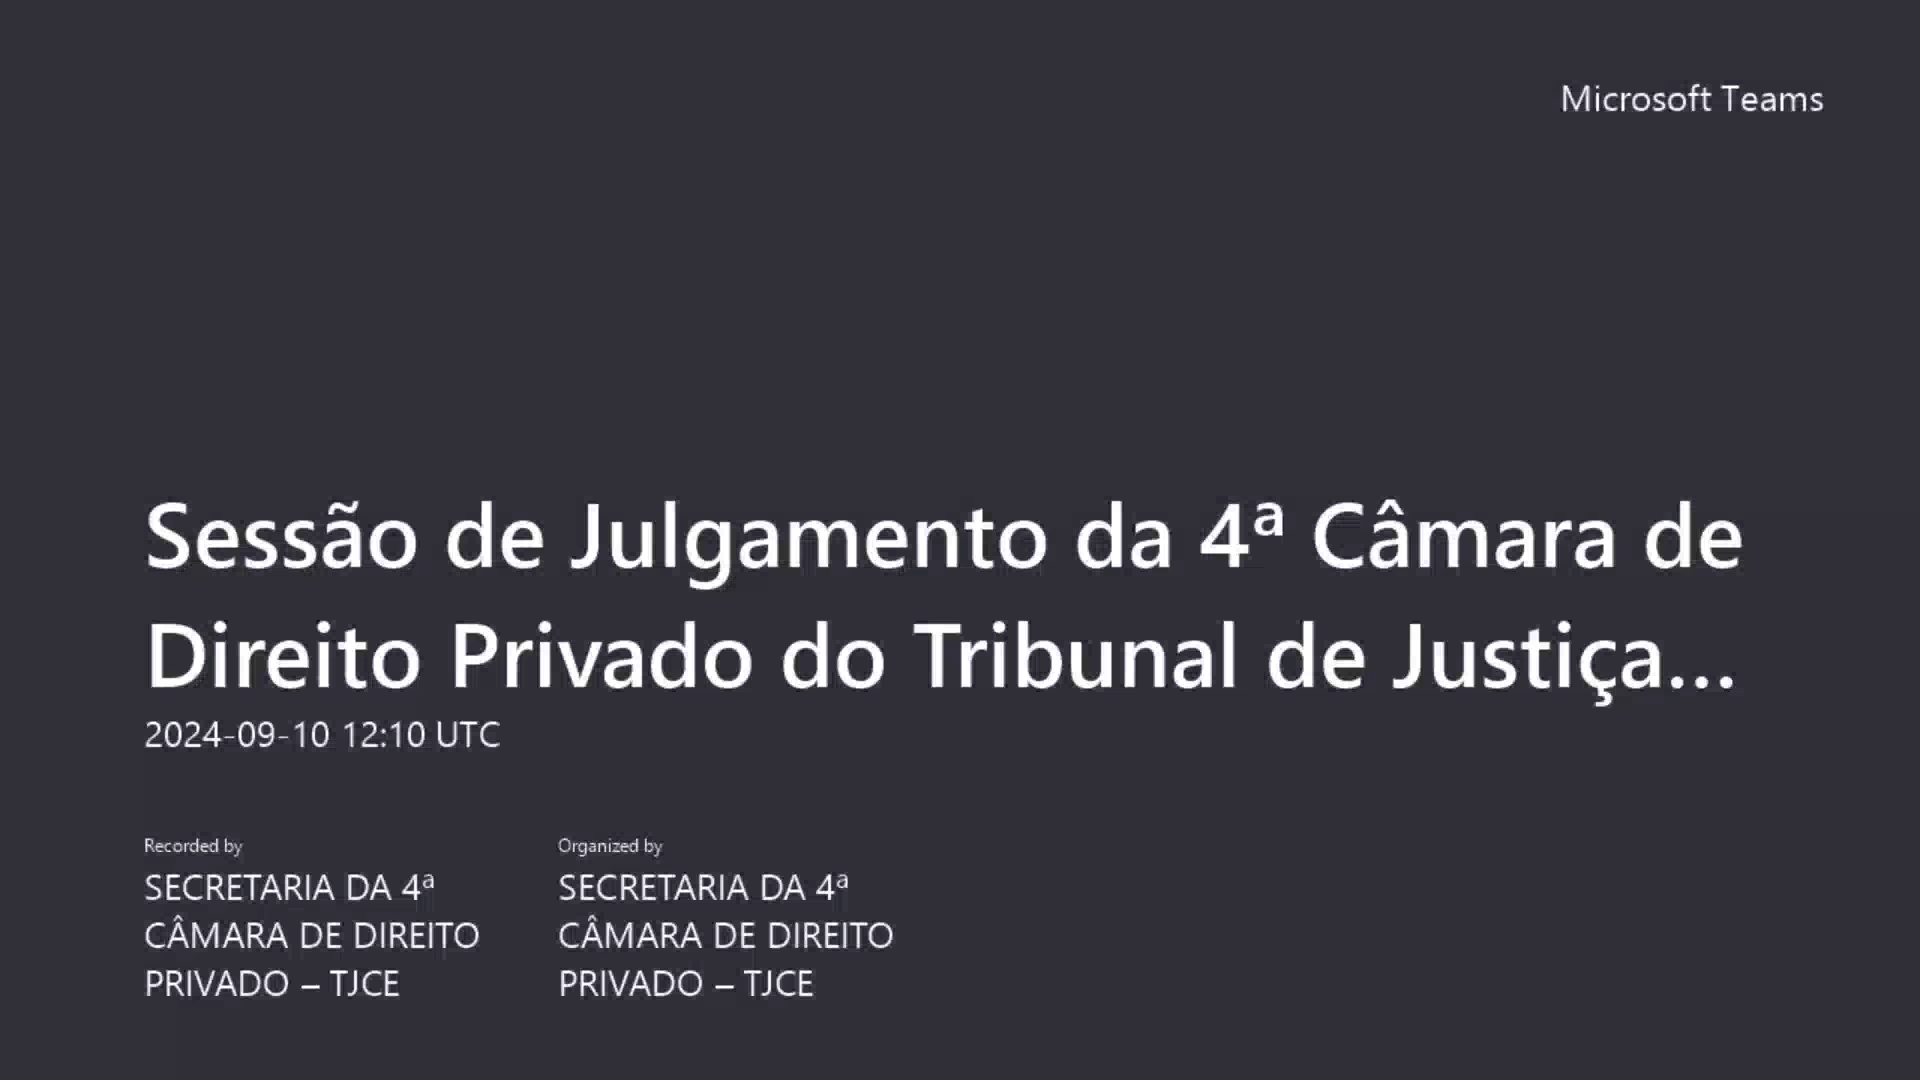 Microsoft Teams
Sessão de Julgamento da 4ª Câmara de
Direito Privado do Tribunal de Justiça...
2024-09-10 12:10 UTC
Recorded by
SECRETARIA DA 4ª
CÂMARA DE DIREITO
PRIVADO – TJCE
Organized by
SECRETARIA DA 4ª
CÂMARA DE DIREITO
PRIVADO – TJCE